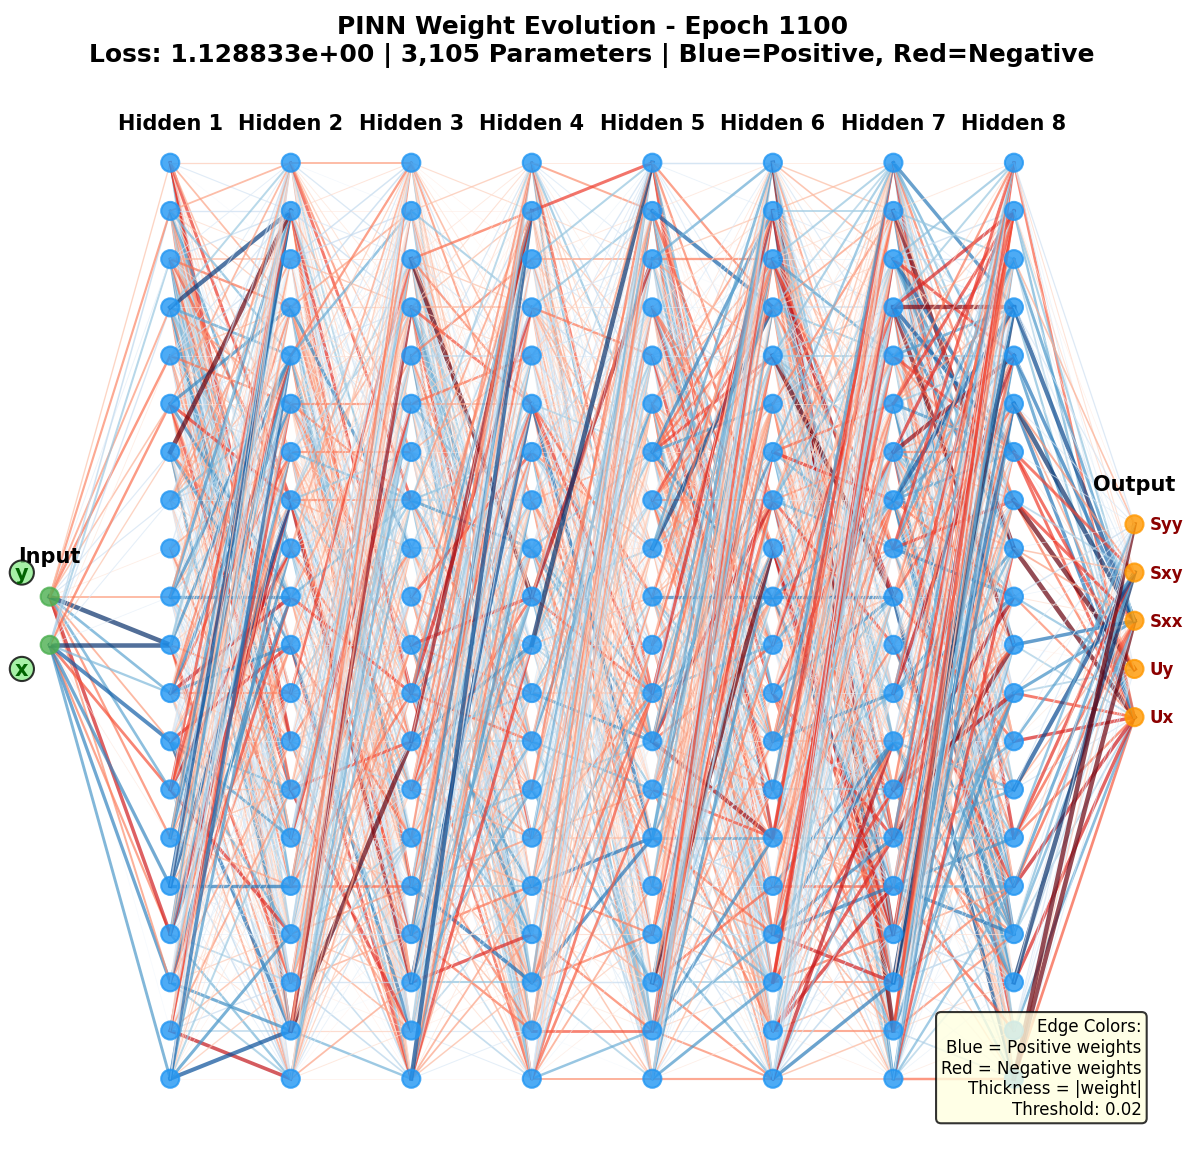 PINN Weight Evolution - Epoch 1100
Loss: 1.128833e+00 | 3,105 Parameters | Blue=Positive, Red=Negative
Hidden 1 Hidden 2 Hidden 3 Hidden 4 Hidden 5 Hidden 6 Hidden 7 Hidden 8
Output
Syy
Sxy
Sxx
Uy
Ux
Input
y
x
Edge Colors:
Blue = Positive weights
Red = Negative weights
Thickness = |weight|
Threshold: 0.02